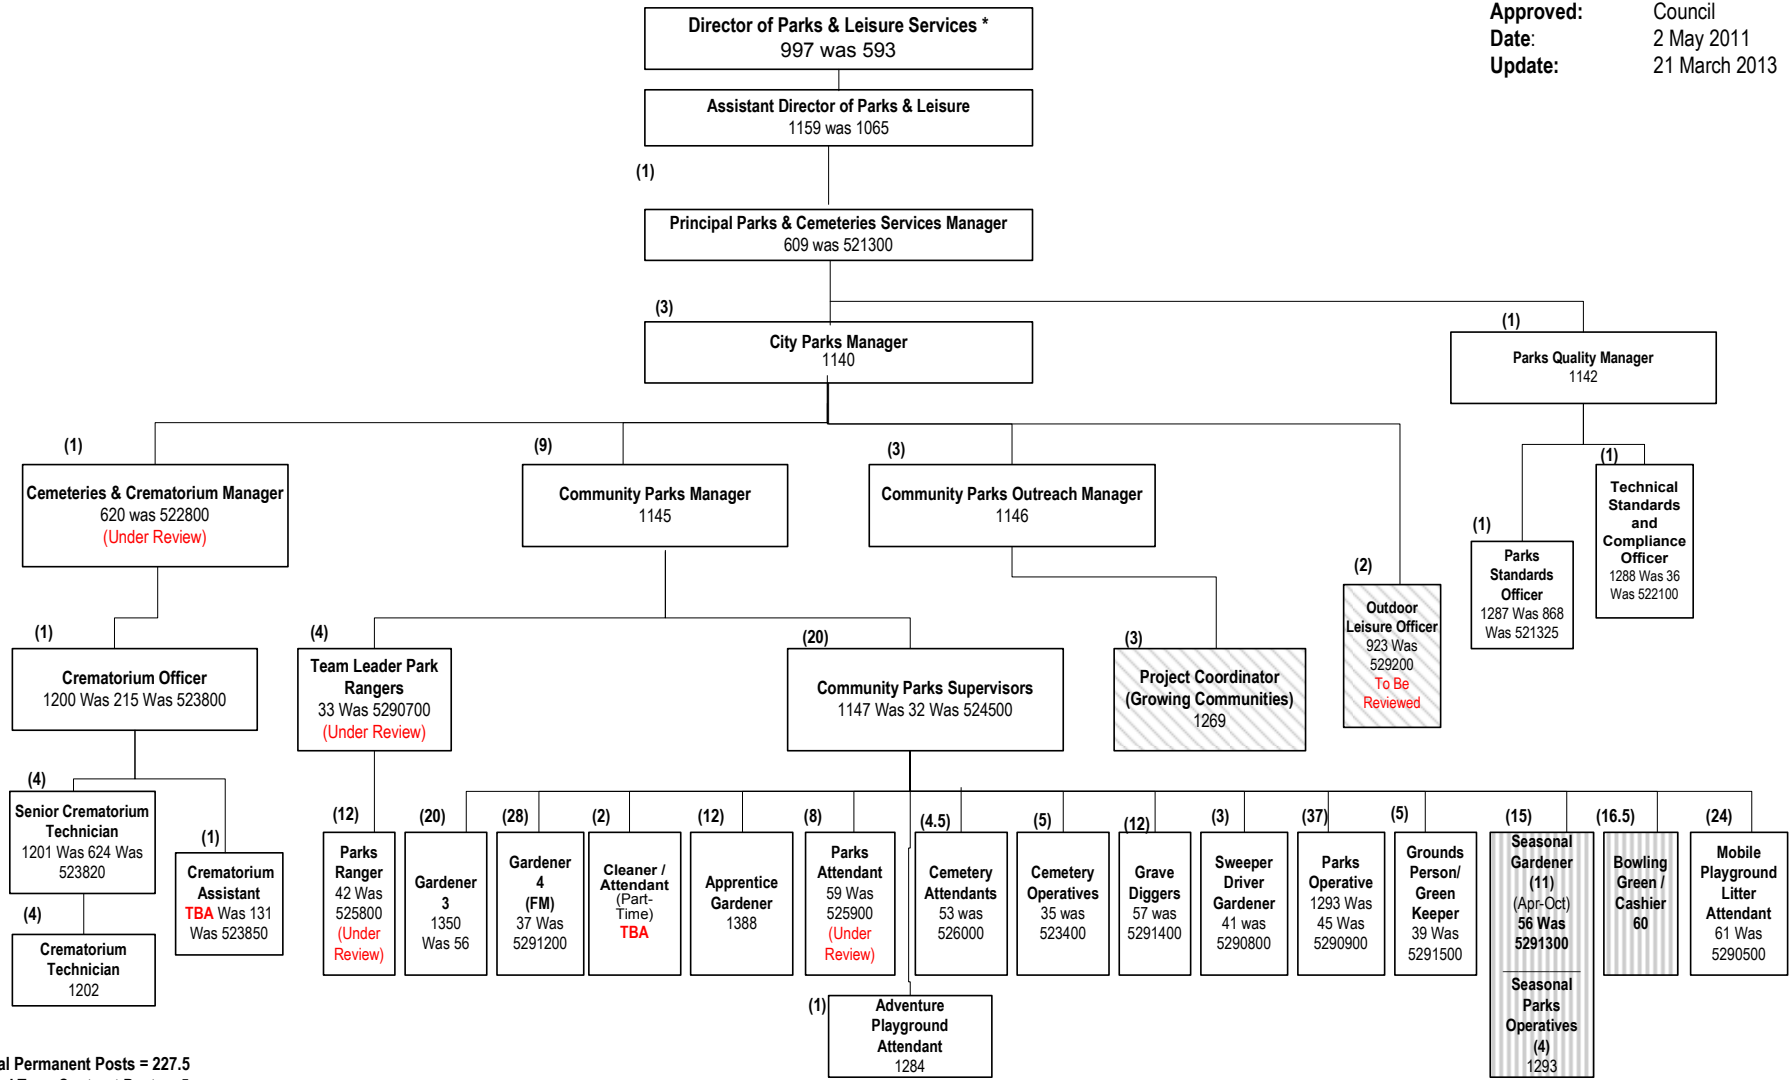 Approved: Council
Date: 2 May 2011
Update: 21 March 2013
Director of Parks & Leisure Services *
997 was 593
Assistant Director of Parks & Leisure
1159 was 1065
(1)
Principal Parks & Cemeteries Services Manager
609 was 521300
(3)
City Parks Manager
1140
(1)
Parks Quality Manager
1142
(1)
Cemeteries & Crematorium Manager
620 was 522800
(Under Review)
(9)
Community Parks Manager
1145
(3)
Community Parks Outreach Manager
1146
(2)
Outdoor
Leisure Officer
923 Was
529200
To Be
Reviewed
(1)
Parks
Standards
Officer
1287 Was 868
Was 521325
(1)
Technical
Standards
and
Compliance
Officer
1288 Was 36
Was 522100
(1)
Crematorium Officer
1200 Was 215 Was 523800
(4)
Team Leader Park
Rangers
33 Was 5290700
(Under Review)
(20)
Community Parks Supervisors
1147 Was 32 Was 524500
(3)
Project Coordinator
(Growing Communities)
1269
(4)
Senior Crematorium
Technician
1201 Was 624 Was
523820
(1)
Crematorium
Assistant
TBA Was 131
Was 523850
(4)
Crematorium
Technician
1202
(12)
Parks
Ranger
42 Was
525800
(Under
Review)
(20)
Gardener
3
1350
Was 56
(28)
Gardener
4
(FM)
37 Was
5291200
(2)
Cleaner /
Attendant
(Part-
Time)
TBA
(12)
Apprentice
Gardener
1388
(8)
Parks
Attendant
59 Was
525900
(Under
Review)
(4.5)
Cemetery
Attendants
53 was
526000
(5)
Cemetery
Operatives
35 was
523400
(12)
Grave
Diggers
57 was
5291400
(3)
Sweeper
Driver
Gardener
41 was
5290800
(37)
Parks
Operative
1293 Was
45 Was
5290900
(5)
Grounds
Person/
Green
Keeper
39 Was
5291500
(15)
Seasonal
Gardener
(11)
(Apr-Oct)
56 Was
5291300
Seasonal
Parks
Operatives
(4)
1293
(16.5)
Bowling
Green /
Cashier
60
(24)
Mobile
Playground
Litter
Attendant
61 Was
5290500
(1)
Adventure
Playground
Attendant
1284
al Permanent Posts = 227.5